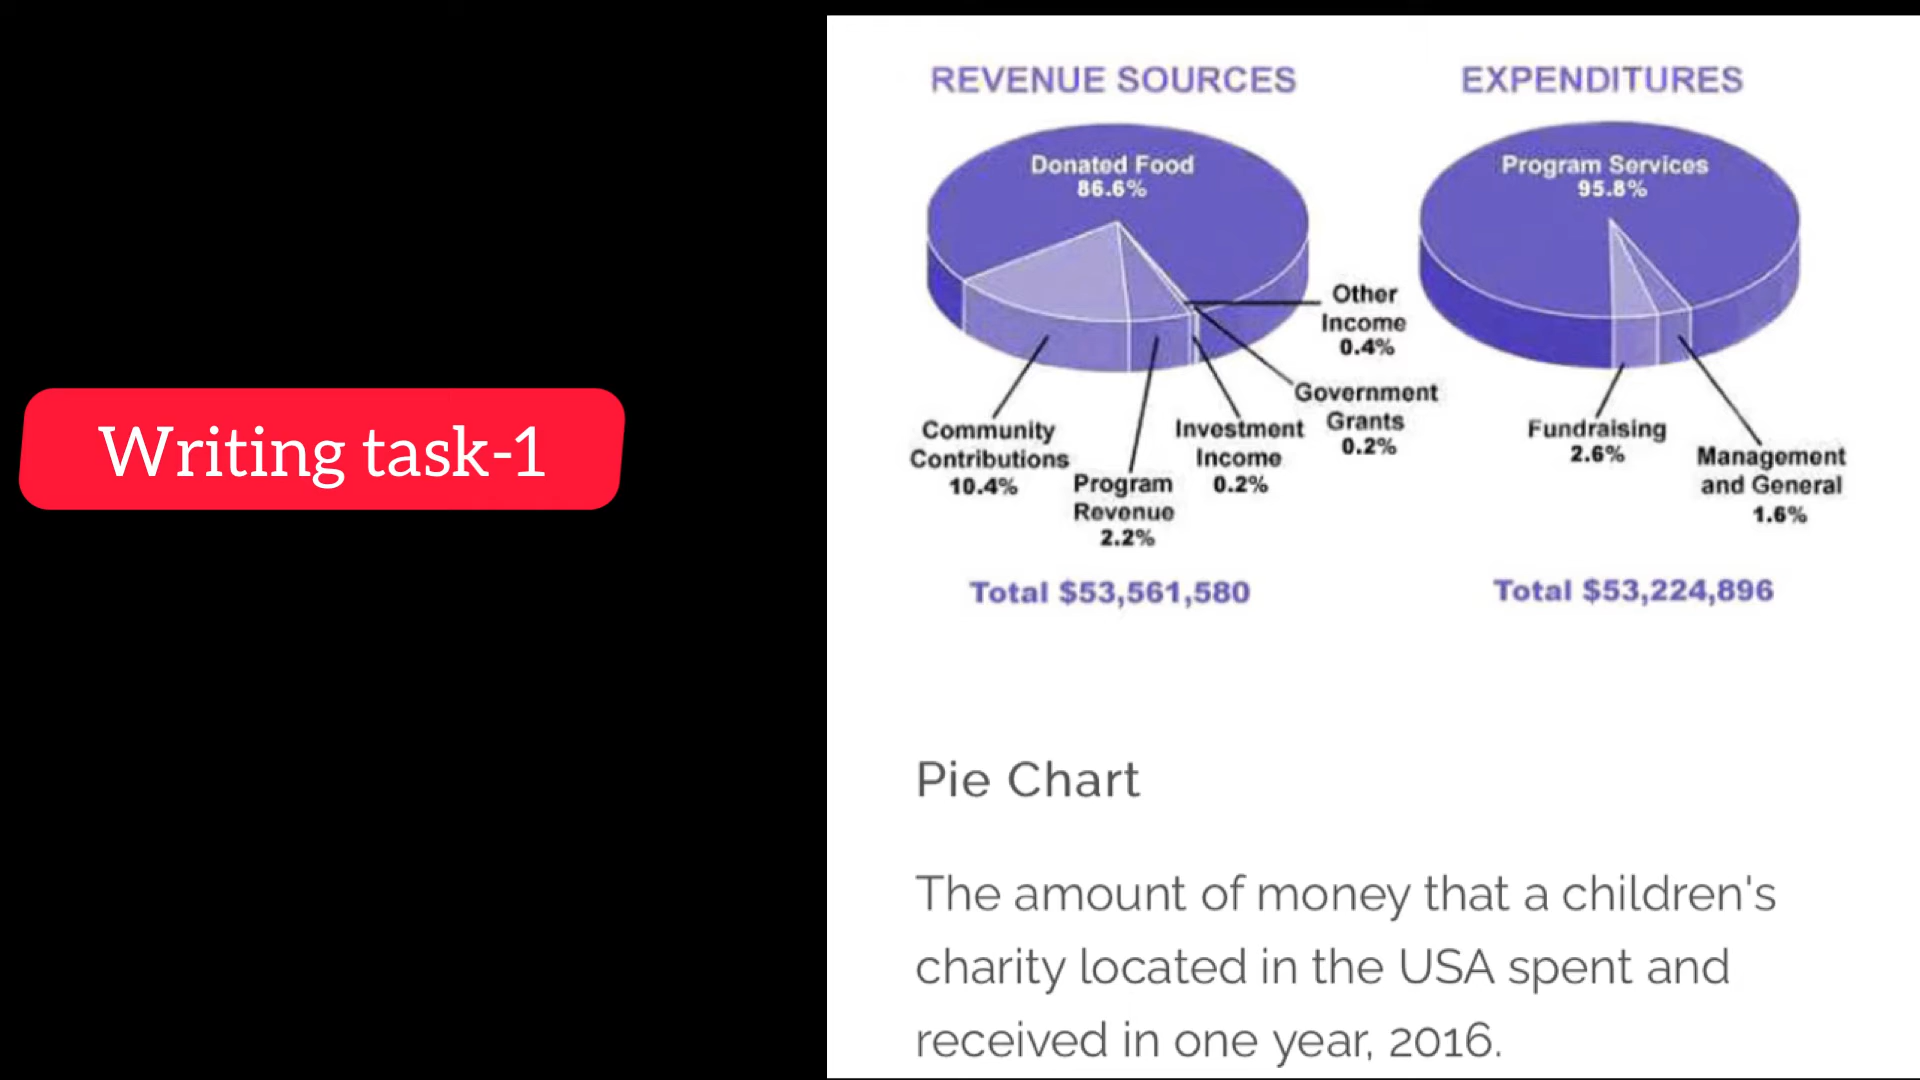 Writing task-1
REVENUE SOURCES
Donated Food
86.6%
Other
Income
0.4%
Government
Grants
0.2%
Investment
Income
0.2%
Program
Revenue
2.2%
Community
Contributions
10.4%
Total $53,561,580
EXPENDITURES
Program Services
95.8%
Fundraising
2.6%
Management
and General
1.6%
Total $53,224,896
Pie Chart
The amount of money that a children's
charity located in the USA spent and
received in one year, 2016.